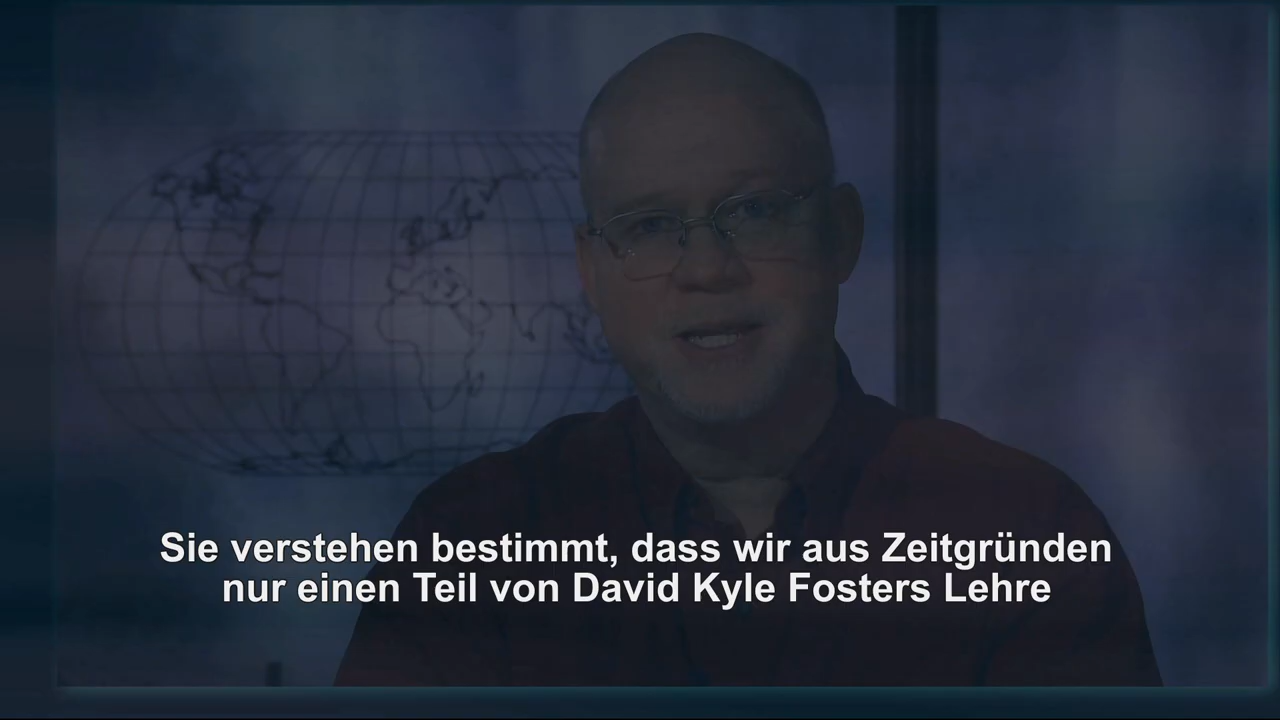 Sie verstehen bestimmt, dass wir aus Zeitgründen
nur einen Teil von David Kyle Fosters Lehre